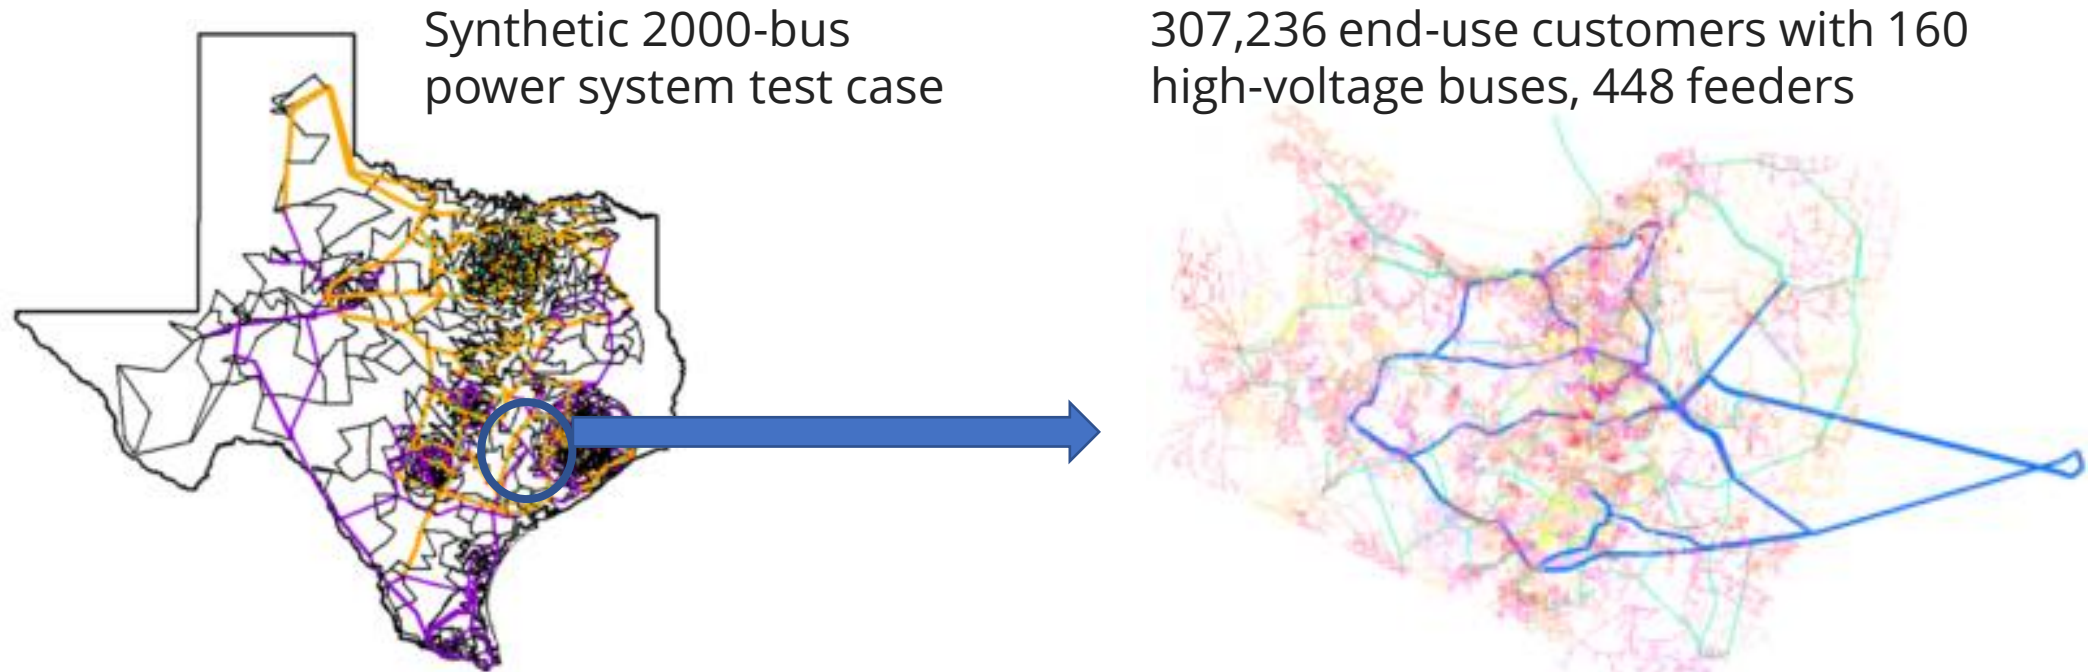 Synthetic 2000-bus
power system test case
307,236 end-use customers with 160
high-voltage buses, 448 feeders